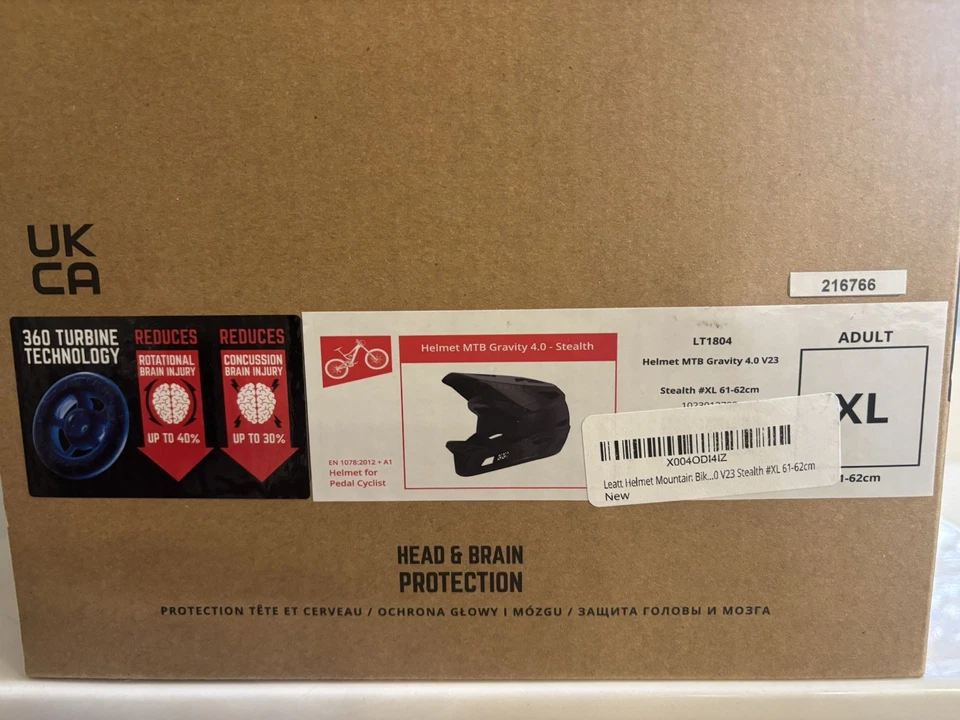 UK
CA
216766
360 TURBINE
TECHNOLOGY
REDUCES
ROTATIONAL
BRAIN INJURY
UP TO 40%
REDUCES
CONCUSSION
BRAIN INJURY
UP TO 30%
Helmet MTB Gravity 4.0 - Stealth
EN 1078:2012 + A1
Helmet for
Pedal Cyclist
LT1804
Helmet MTB Gravity 4.0 V23
Stealth #XL 61-62cm
ADULT
XL
1-62cm
X004ODI4IZ
Leatt Helmet Mountain Bik...0 V23 Stealth #XL 61-62cm
New
HEAD & BRAIN
PROTECTION
PROTECTION TÊTE ET CERVEAU / OCHRONA GŁOWY I MÓZGU / ЗАЩИТА ГОЛОВЫ И МОЗГА